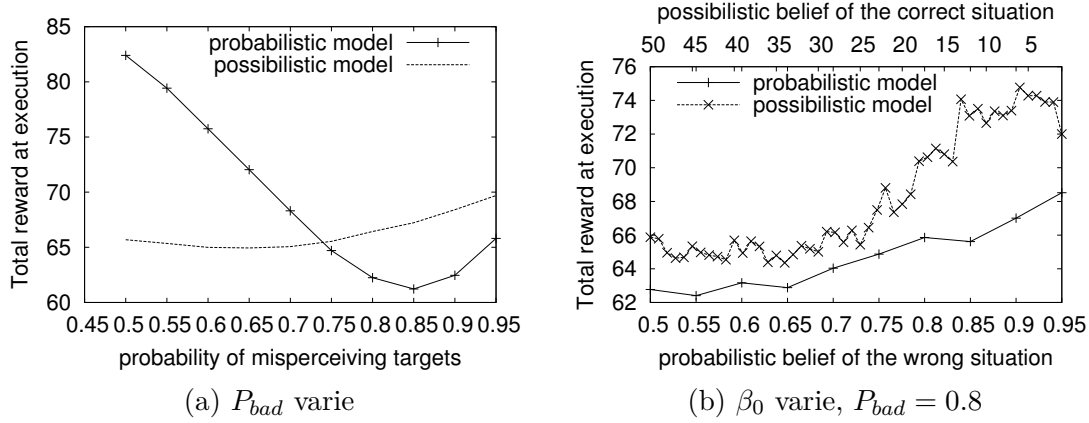 85
80
75
70
65
60
0.45 0.5 0.55 0.6 0.65 0.7 0.75 0.8 0.85 0.9 0.95
Total reward at execution
probability of misperceiving targets
probabilistic model
possibilistic model
(a) P_bad varie
possibilistic belief of the correct situation
50 45 40 35 30 25 20 15 10 5
76
74
72
70
68
66
64
62
0.5 0.55 0.6 0.65 0.7 0.75 0.8 0.85 0.9 0.95
Total reward at execution
probabilistic belief of the wrong situation
probabilistic model
possibilistic model
(b) β₀ varie, P_bad = 0.8